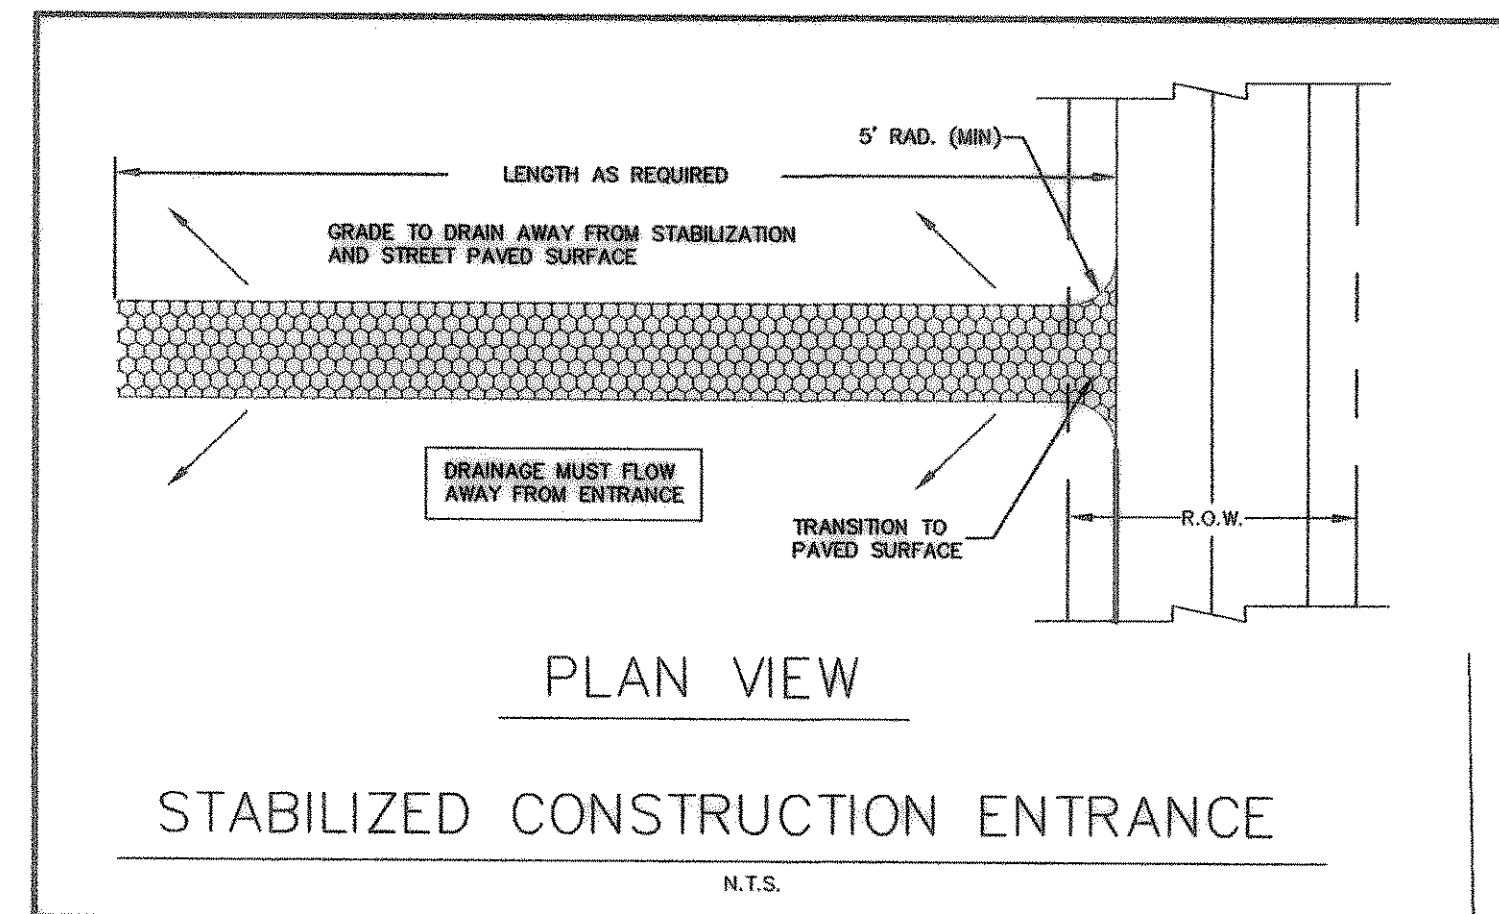 5' RAD. (MIN)
LENGTH AS REQUIRED
GRADE TO DRAIN AWAY FROM STABILIZATION
AND STREET PAVED SURFACE
DRAINAGE MUST FLOW
AWAY FROM ENTRANCE
TRANSITION TO
PAVED SURFACE
R.O.W.
PLAN VIEW
STABILIZED CONSTRUCTION ENTRANCE
N.T.S.